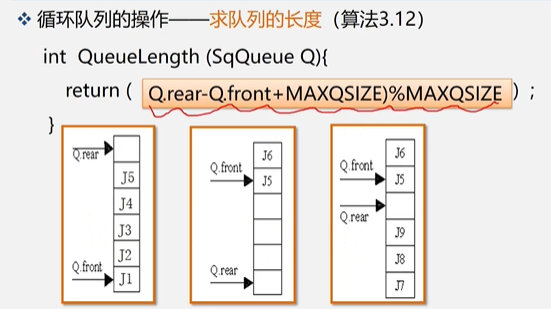 ❖ 循环队列的操作——求队列的长度（算法3.12）
int QueueLength (SqQueue Q){
return ( Q.rear-Q.front+MAXQSIZE)%MAXQSIZE ) ;
}
Q.rear
J5
J4
J3
J2
Q.front
J1
J6
Q.front
J5
Q.rear
J6
Q.front
J5
Q.rear
J9
J8
J7